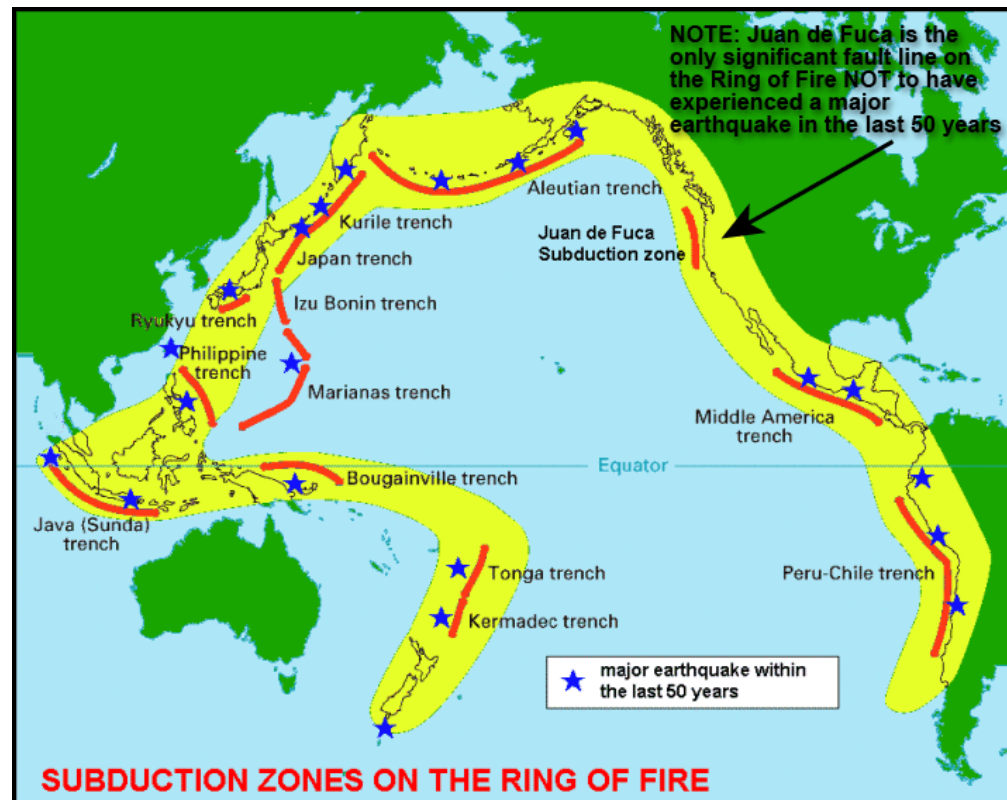 NOTE: Juan de Fuca is the
only significant fault line on
the Ring of Fire NOT to have
experienced a major
earthquake in the last 50 years
Aleutian trench
Kurile trench
Juan de Fuca
Subduction zone
Japan trench
Izu Bonin trench
Ryukyu trench
Philippine
trench
Marianas trench
Middle America
trench
Equator
Bougainville trench
Java (Sunda)
trench
Tonga trench
Peru-Chile trench
Kermadec trench
major earthquake within
the last 50 years
SUBDUCTION ZONES ON THE RING OF FIRE